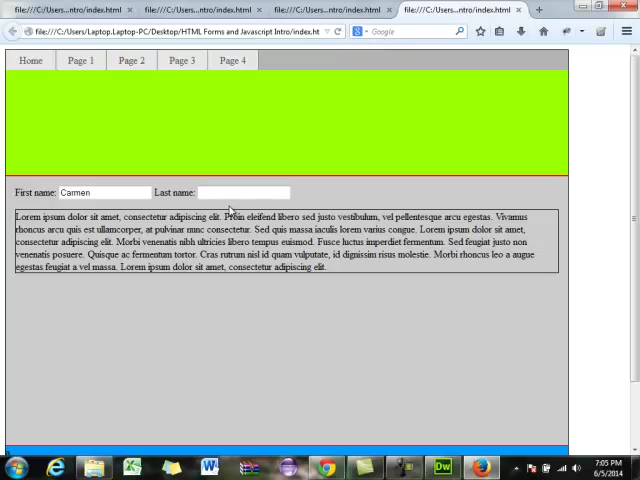 file:///C:/Users...ntro/index.html
file:///C:/Users...ntro/index.html
file:///C:/Users...ntro/index.html
file:///C:/Users...ntro/index.html
file:///C:/Users/Laptop.Laptop-PC/Desktop/HTML Forms and Javascript Intro/index.ht
Google
Home Page 1 Page 2 Page 3 Page 4
First name: Carmen Last name:
Lorem ipsum dolor sit amet, consectetur adipiscing elit. Proin eleifend libero sed justo vestibulum, vel pellentesque arcu egestas. Vivamus
rhoncus arcu quis est ullamcorper, at pulvinar nunc consectetur. Sed quis massa iaculis lorem varius congue. Lorem ipsum dolor sit amet,
consectetur adipiscing elit. Morbi venenatis nibh ultricies libero tempus euismod. Fusce luctus imperdiet fermentum. Sed feugiat justo non
venenatis posuere. Quisque ac fermentum tortor. Cras rutrum nisl id quam vulputate, id dignissim risus molestie. Morbi rhoncus leo a augue
egestas feugiat a vel massa. Lorem ipsum dolor sit amet, consectetur adipiscing elit.
Dw
7:05 PM
6/5/2014